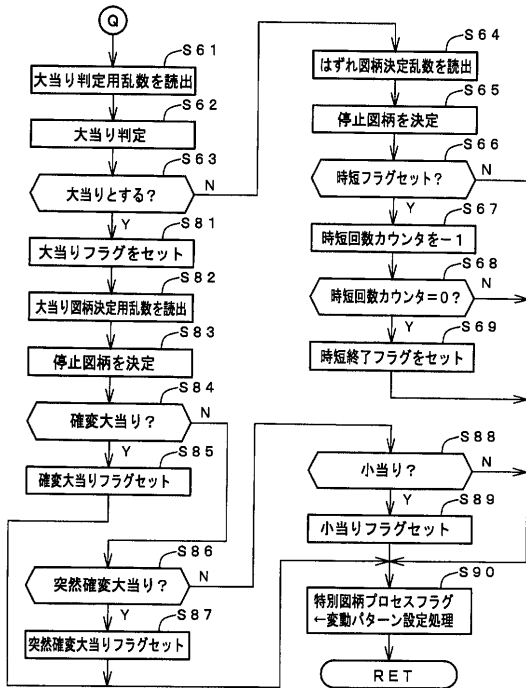 Q
S61
大当り判定用乱数を読出
S62
大当り判定
S63
大当りとする?
N
Y
S81
大当りフラグをセット
S82
大当り図柄決定用乱数を読出
S83
停止図柄を決定
S84
確変大当り?
N
Y
S85
確変大当りフラグセット
S86
突然確変大当り?
N
Y
S87
突然確変大当りフラグセット
S64
はずれ図柄決定乱数を読出
S65
停止図柄を決定
S66
時短フラグセット?
N
Y
S67
時短回数カウンタを-1
S68
時短回数カウンタ=0?
N
Y
S69
時短終了フラグをセット
S88
小当り?
N
Y
S89
小当りフラグセット
S90
特別図柄プロセスフラグ
←変動パターン設定処理
RET